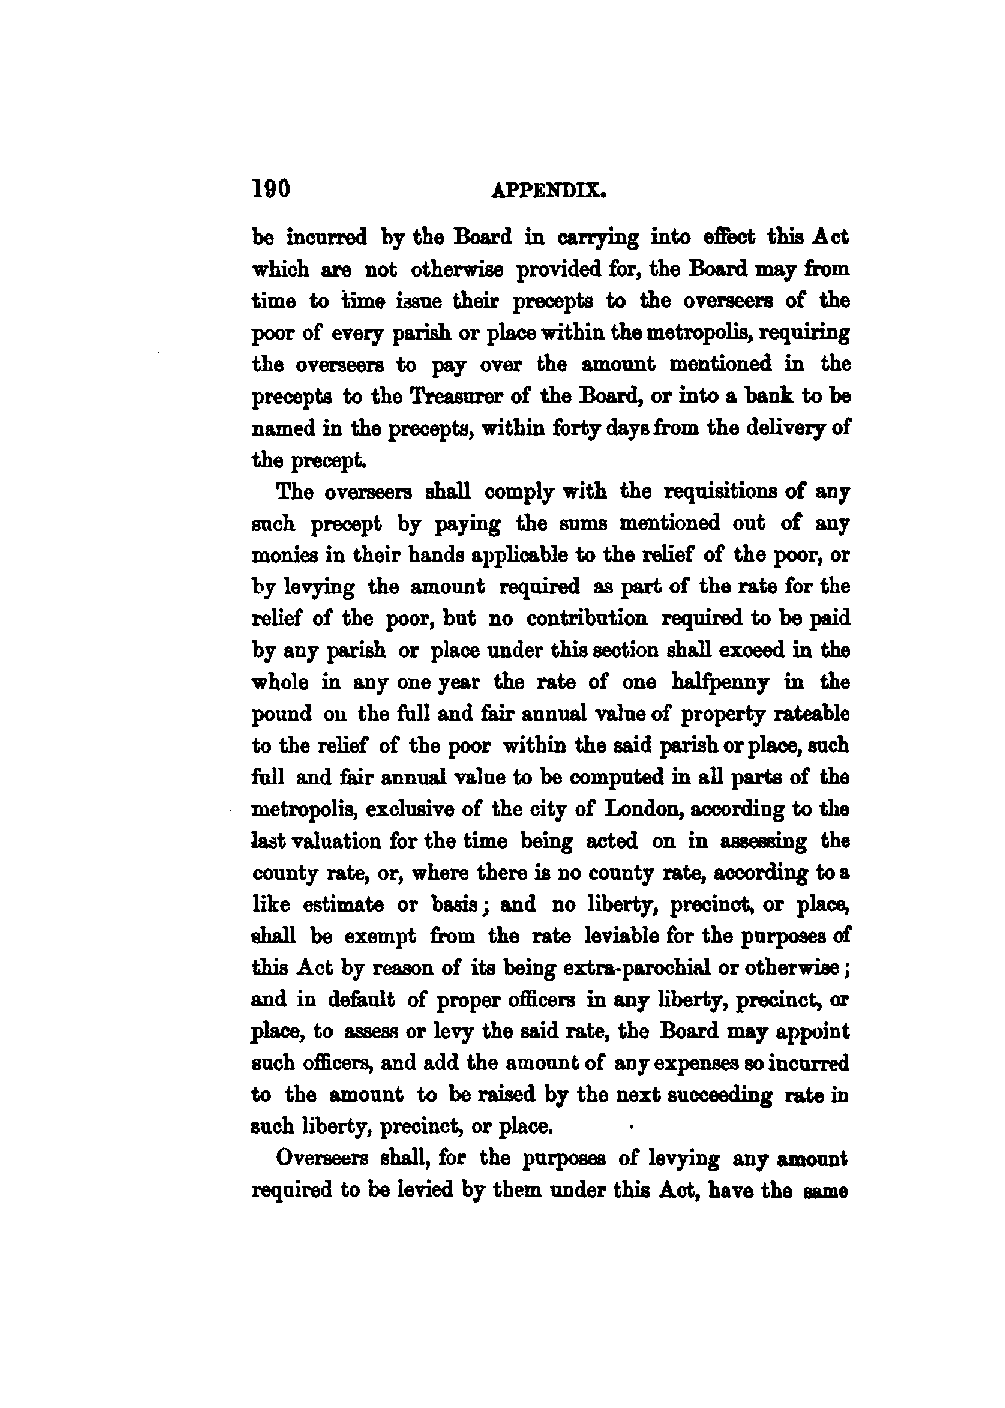 190 APPENDIX.
be incurred by the Board in carrying into effect this Act
which are not otherwise provided for, the Board may from
time to time issue their precepts to the overseers of the
poor of every parish or place within the metropolis, requiring
the overseers to pay over the amount mentioned in the
precepts to the Treasurer of the Board, or into a bank to be
named in the precepts, within forty days from the delivery of
the precept.
The overseers shall comply with the requisitions of any
such precept by paying the sums mentioned out of any
monies in their hands applicable to the relief of the poor, or
by levying the amount required as part of the rate for the
relief of the poor, but no contribution required to be paid
by any parish or place under this section shall exceed in the
whole in any one year the rate of one halfpenny in the
pound on the full and fair annual value of property rateable
to the relief of the poor within the said parish or place, such
full and fair annual value to be computed in all parts of the
metropolis, exclusive of the city of London, according to the
last valuation for the time being acted on in assessing the
county rate, or, where there is no county rate, according to a
like estimate or basis; and no liberty, precinct, or place,
shall be exempt from the rate leviable for the purposes of
this Act by reason of its being extra-parochial or otherwise;
and in default of proper officers in any liberty, precinct, or
place, to assess or levy the said rate, the Board may appoint
such officers, and add the amount of any expenses so incurred
to the amount to be raised by the next succeeding rate in
such liberty, precinct, or place.
Overseers shall, for the purposes of levying any amount
required to be levied by them under this Act, have the same